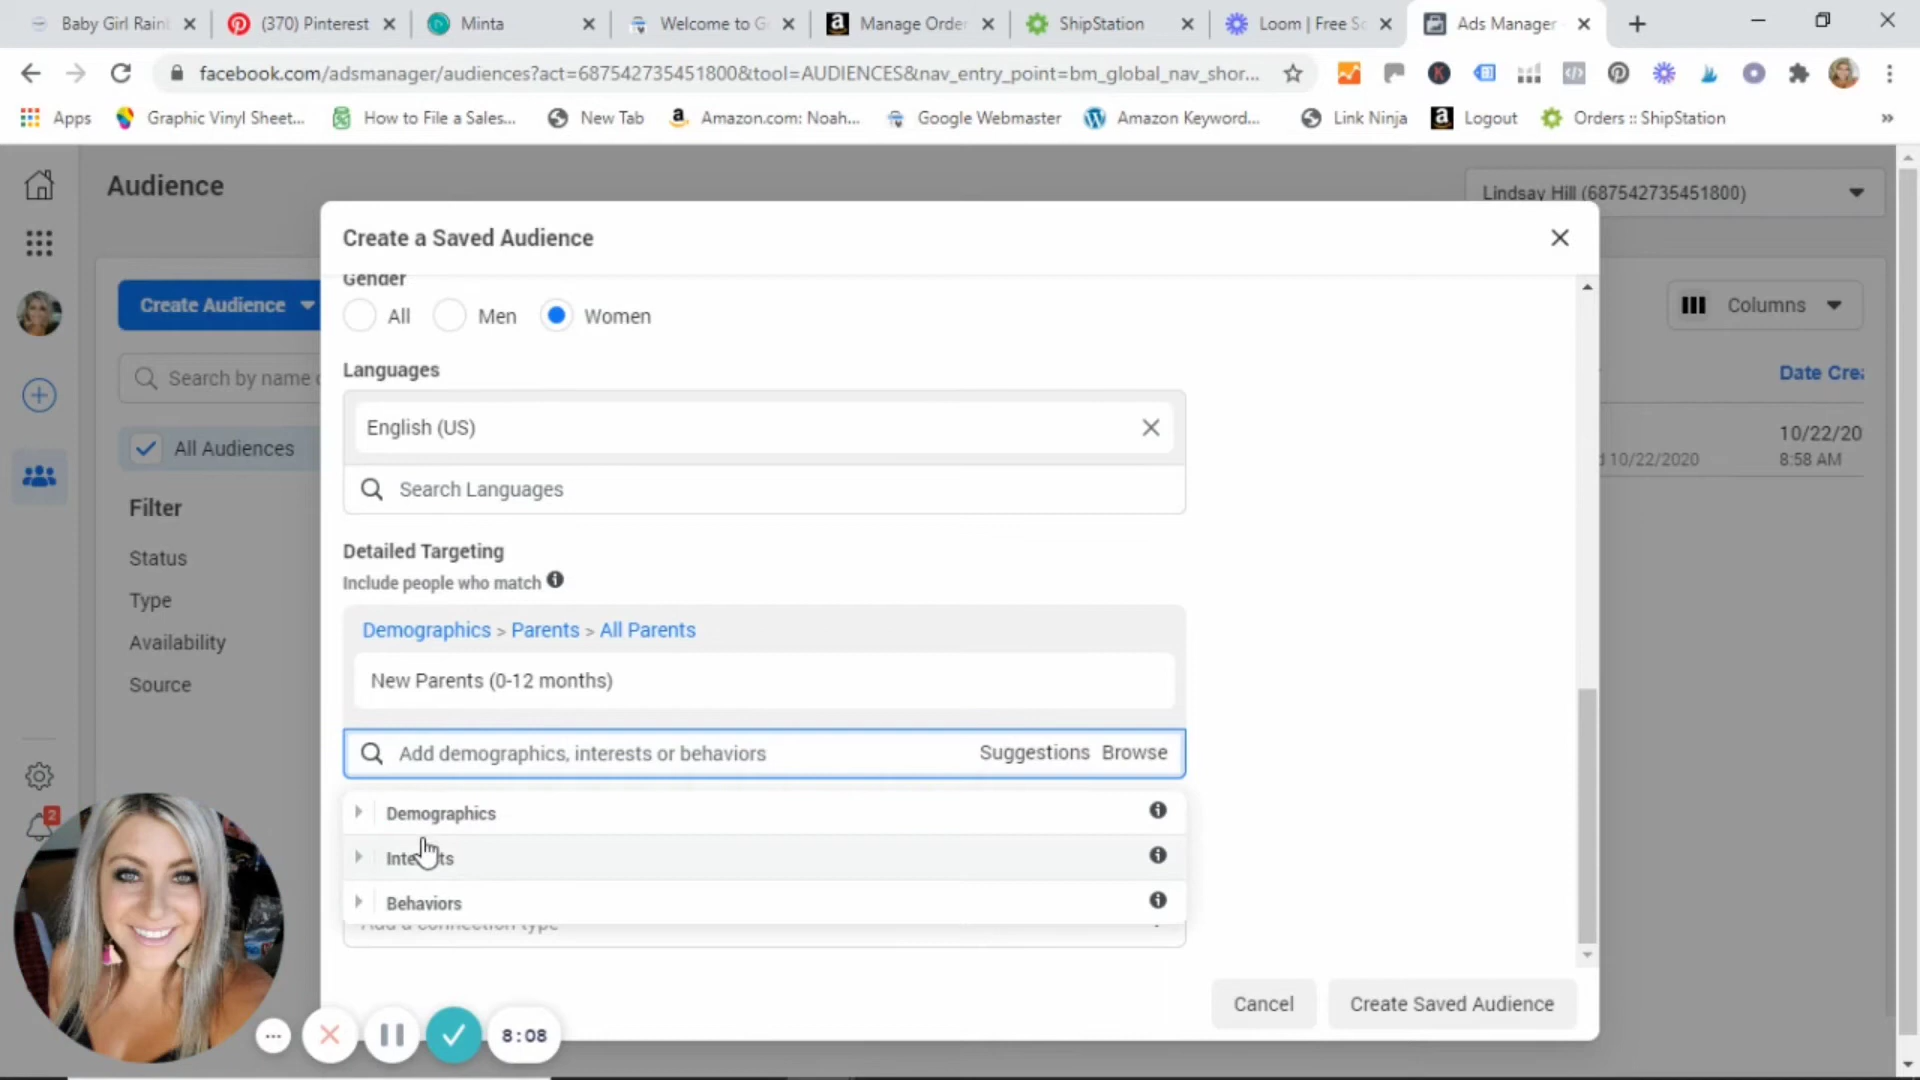 Baby Girl Rain
(370) Pinterest
Minta
Welcome to G
Manage Order
ShipStation
Loom | Free Sc
Ads Manager
facebook.com/adsmanager/audiences?act=687542735451800&tool=AUDIENCES&nav_entry_point=bm_global_nav_shor...
Apps
Graphic Vinyl Sheet...
How to File a Sales...
New Tab
Amazon.com: Noah...
Google Webmaster
Amazon Keyword...
Link Ninja
Logout
Orders :: ShipStation
»
Audience
Lindsay Hill (687542735451800)
Create a Saved Audience
Gender
Create Audience
All
Men
Women
Columns
Languages
Search by name
Date Cre
English (US)
10/22/20
All Audiences
10/22/2020
8:58 AM
Search Languages
Filter
Detailed Targeting
Status
Include people who match
Type
Demographics > Parents > All Parents
Availability
New Parents (0-12 months)
Source
Add demographics, interests or behaviors
Suggestions
Browse
2
Demographics
Interests
Behaviors
Add a connection type
Cancel
Create Saved Audience
8:08